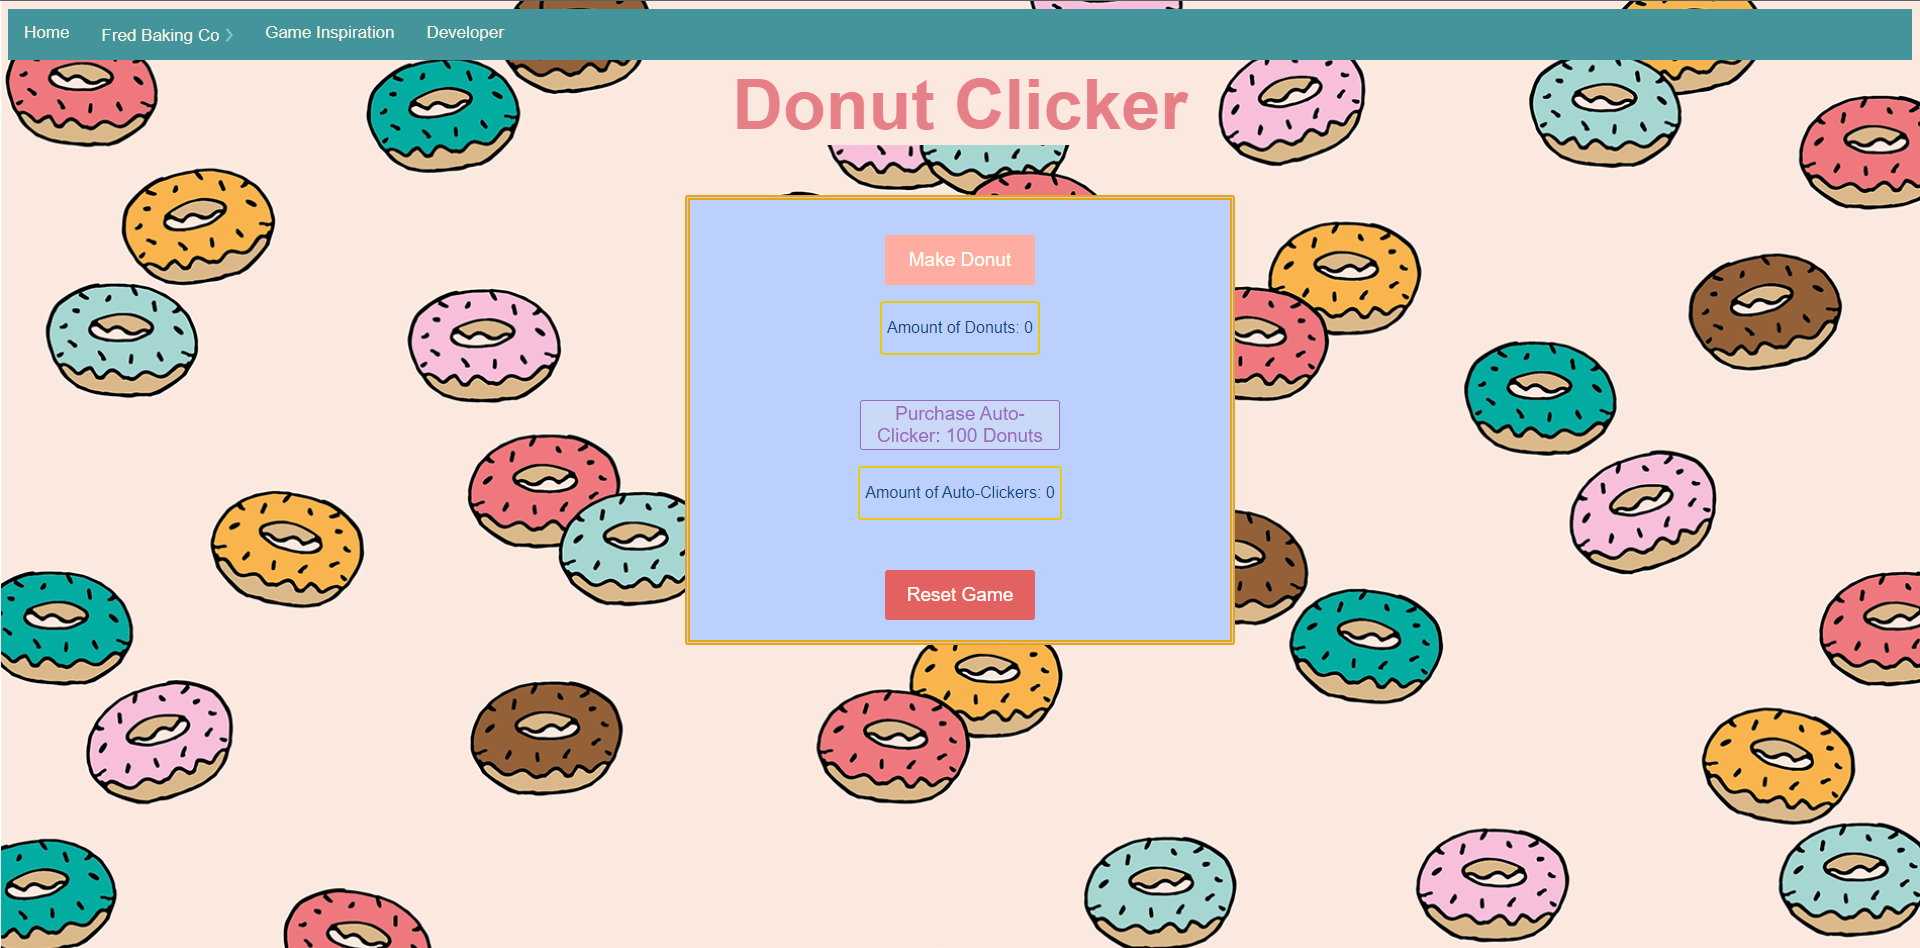 Home Fred Baking Co Game Inspiration Developer
Donut Clicker
Make Donut
Amount of Donuts: 0
Purchase Auto-
Clicker: 100 Donuts
Amount of Auto-Clickers: 0
Reset Game